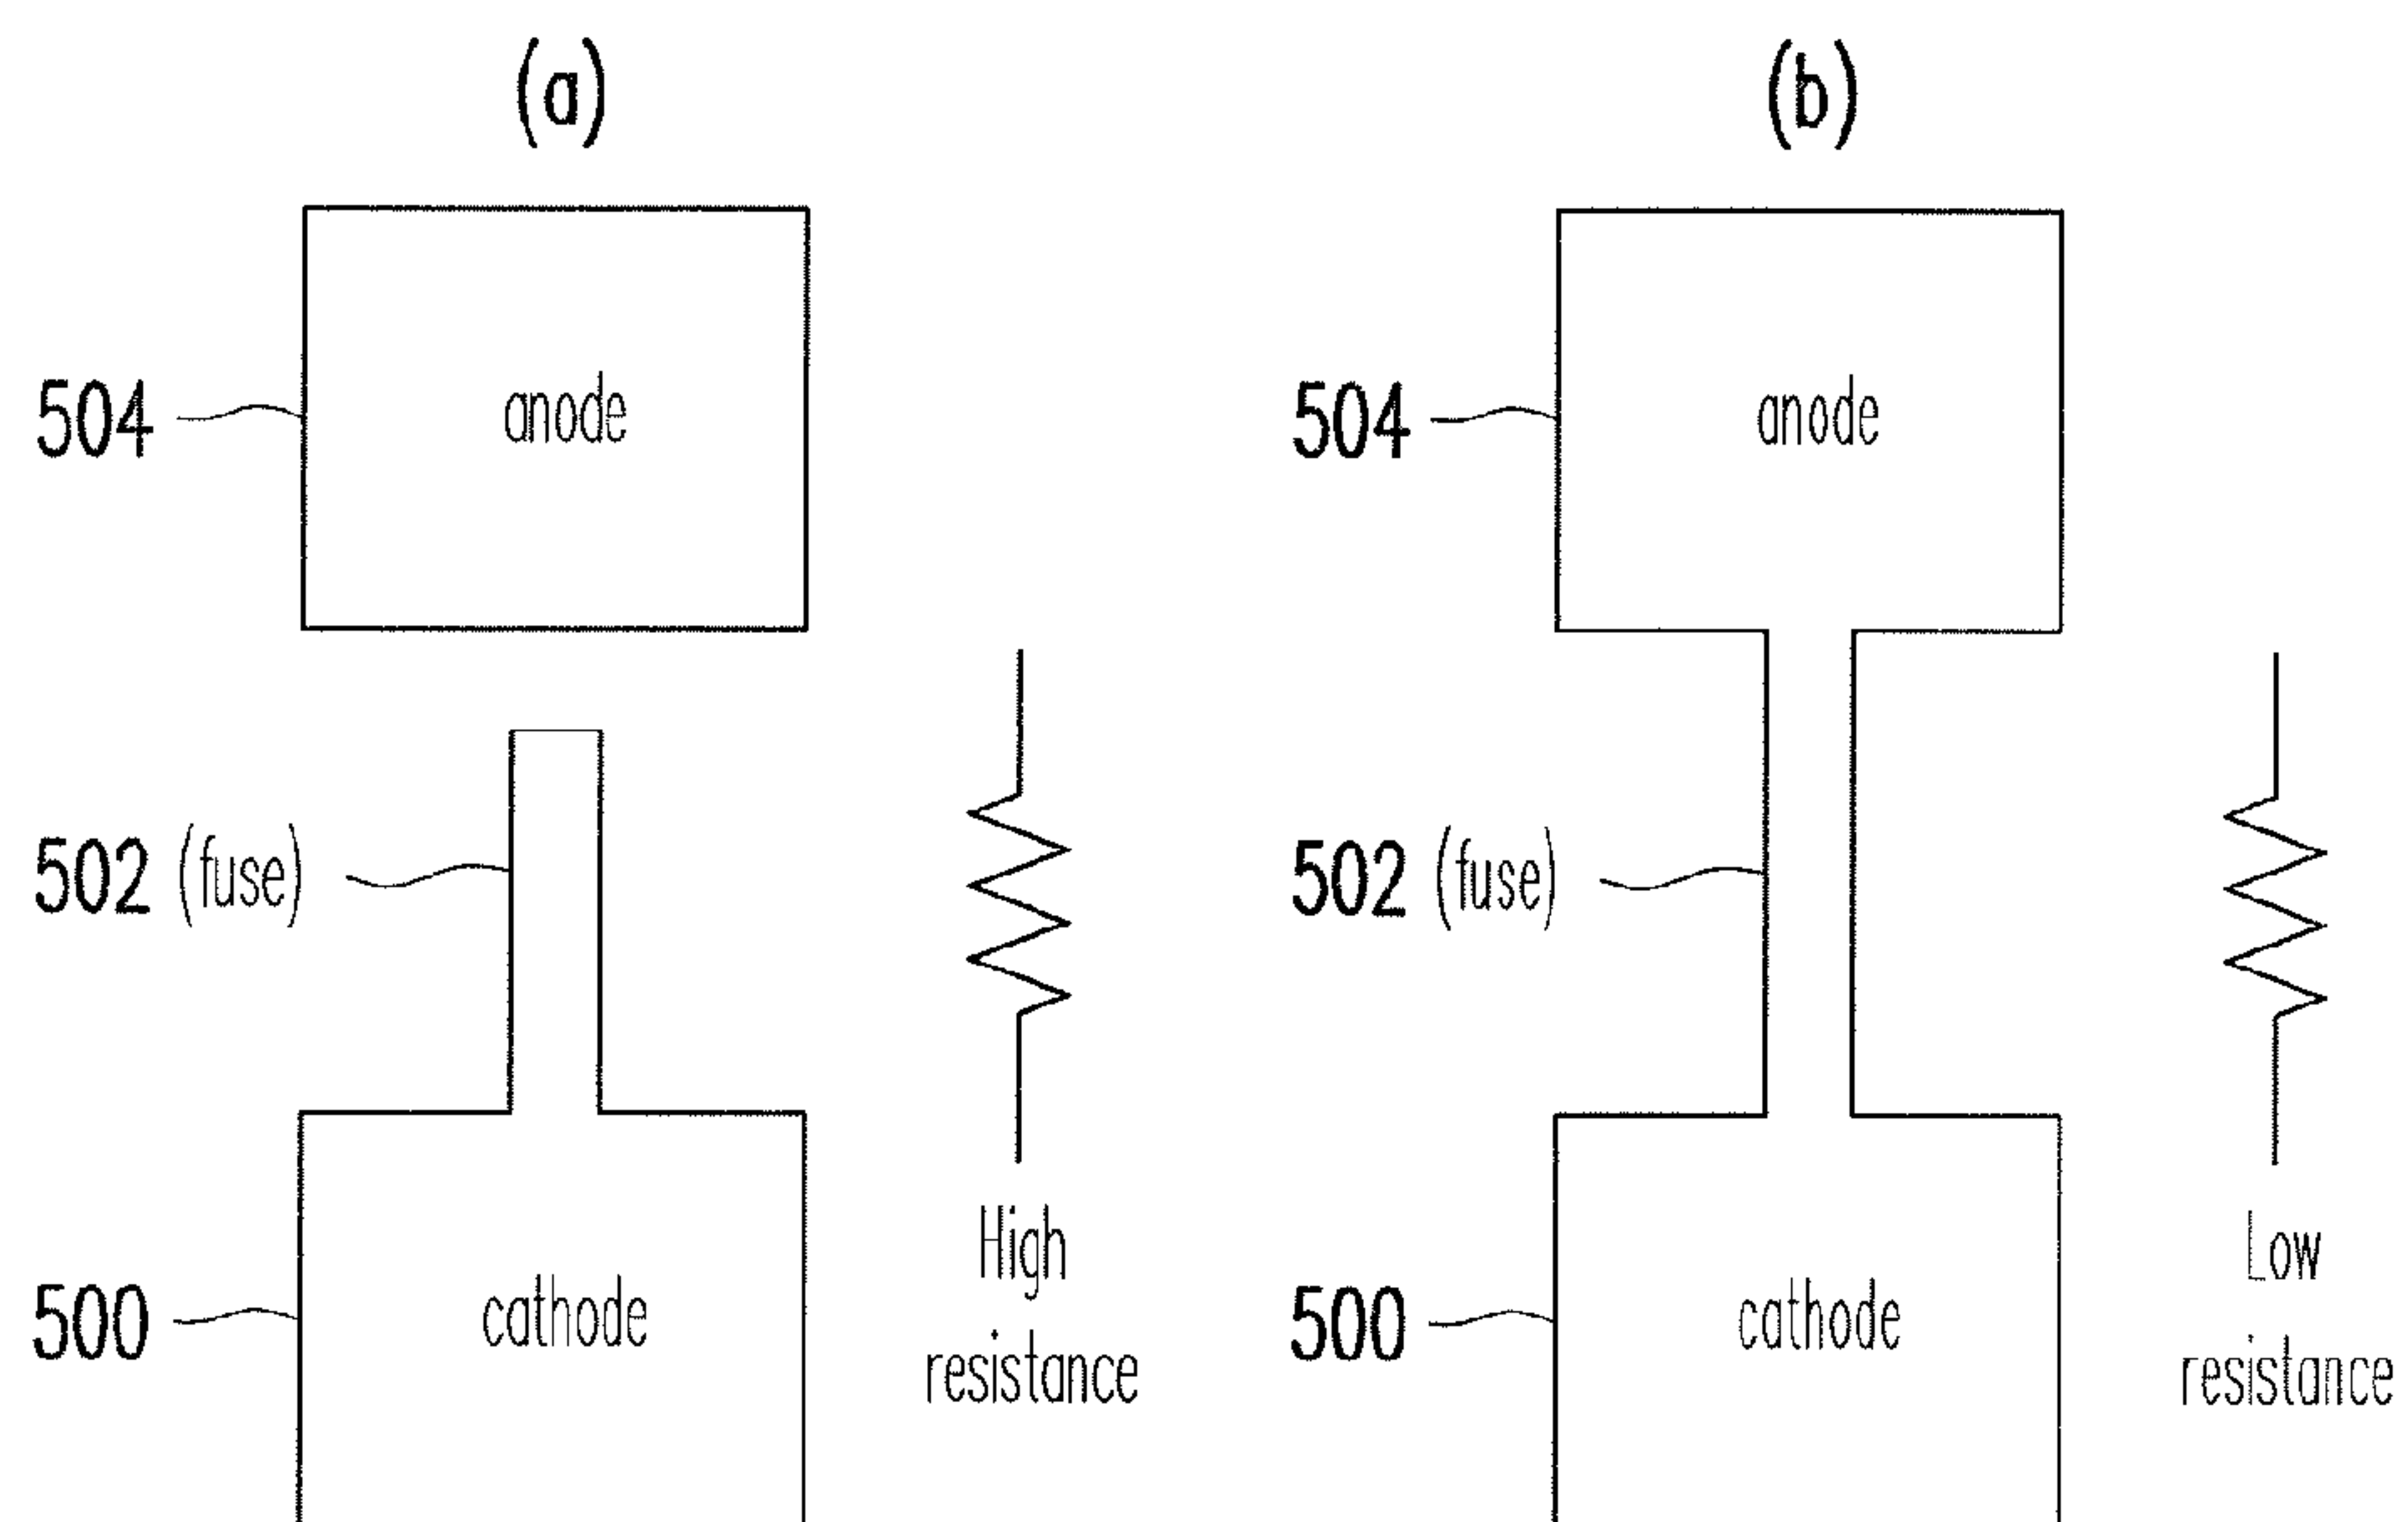 (a)
anode
504
502 (fuse)
500
cathode
High
resistance
(b)
anode
504
502 (fuse)
500
cathode
Low
resistance